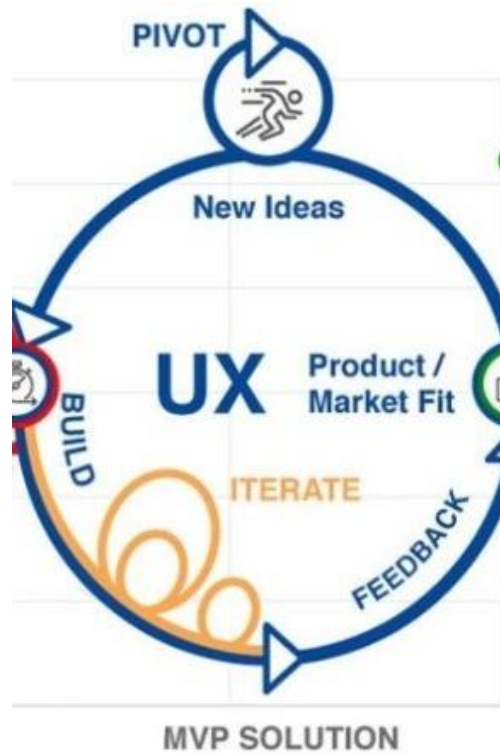 PIVOT
New Ideas
UX
Product /
Market Fit
BUILD
ITERATE
FEEDBACK
MVP SOLUTION